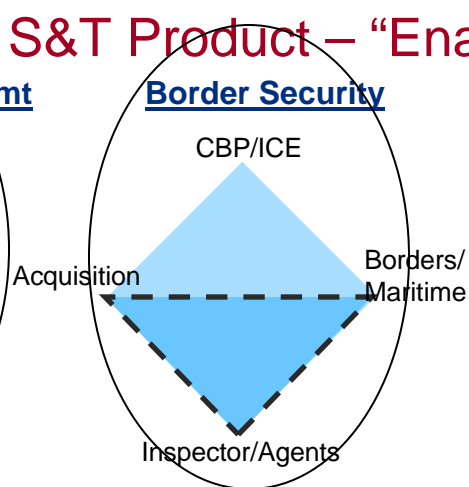 S&T Product – “Ena
mt
Border Security
CBP/ICE
Acquisition
Borders/
Maritime
Inspector/Agents